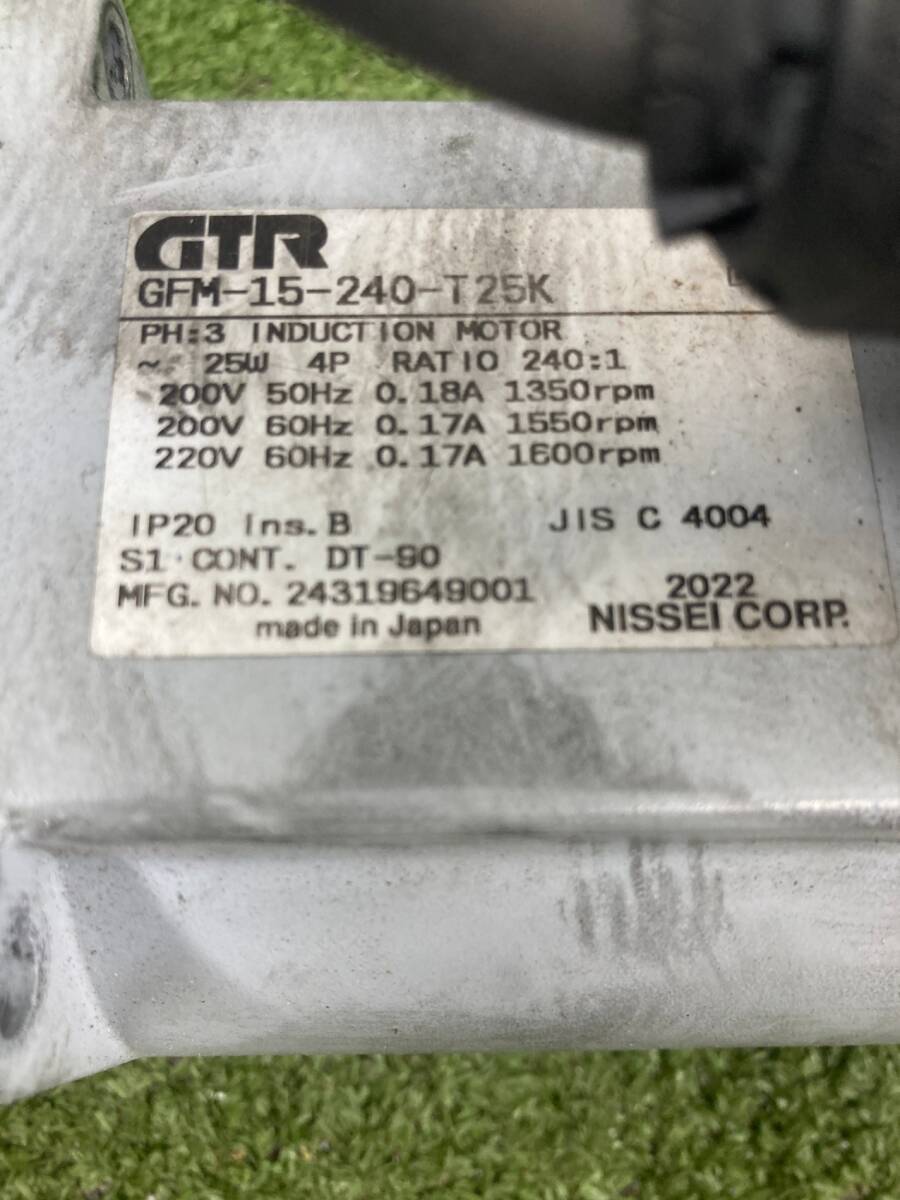 GTR
GFM-15-240-T25K
PH:3 INDUCTION MOTOR
~ 25W 4P RATIO 240:1
200V 50Hz 0.18A 1350rpm
200V 60Hz 0.17A 1550rpm
220V 60Hz 0.17A 1600rpm
IP20 Ins.B JIS C 4004
S1·CONT. DT-90
MFG.NO.24319649001 2022
made in Japan NISSEI CORP.